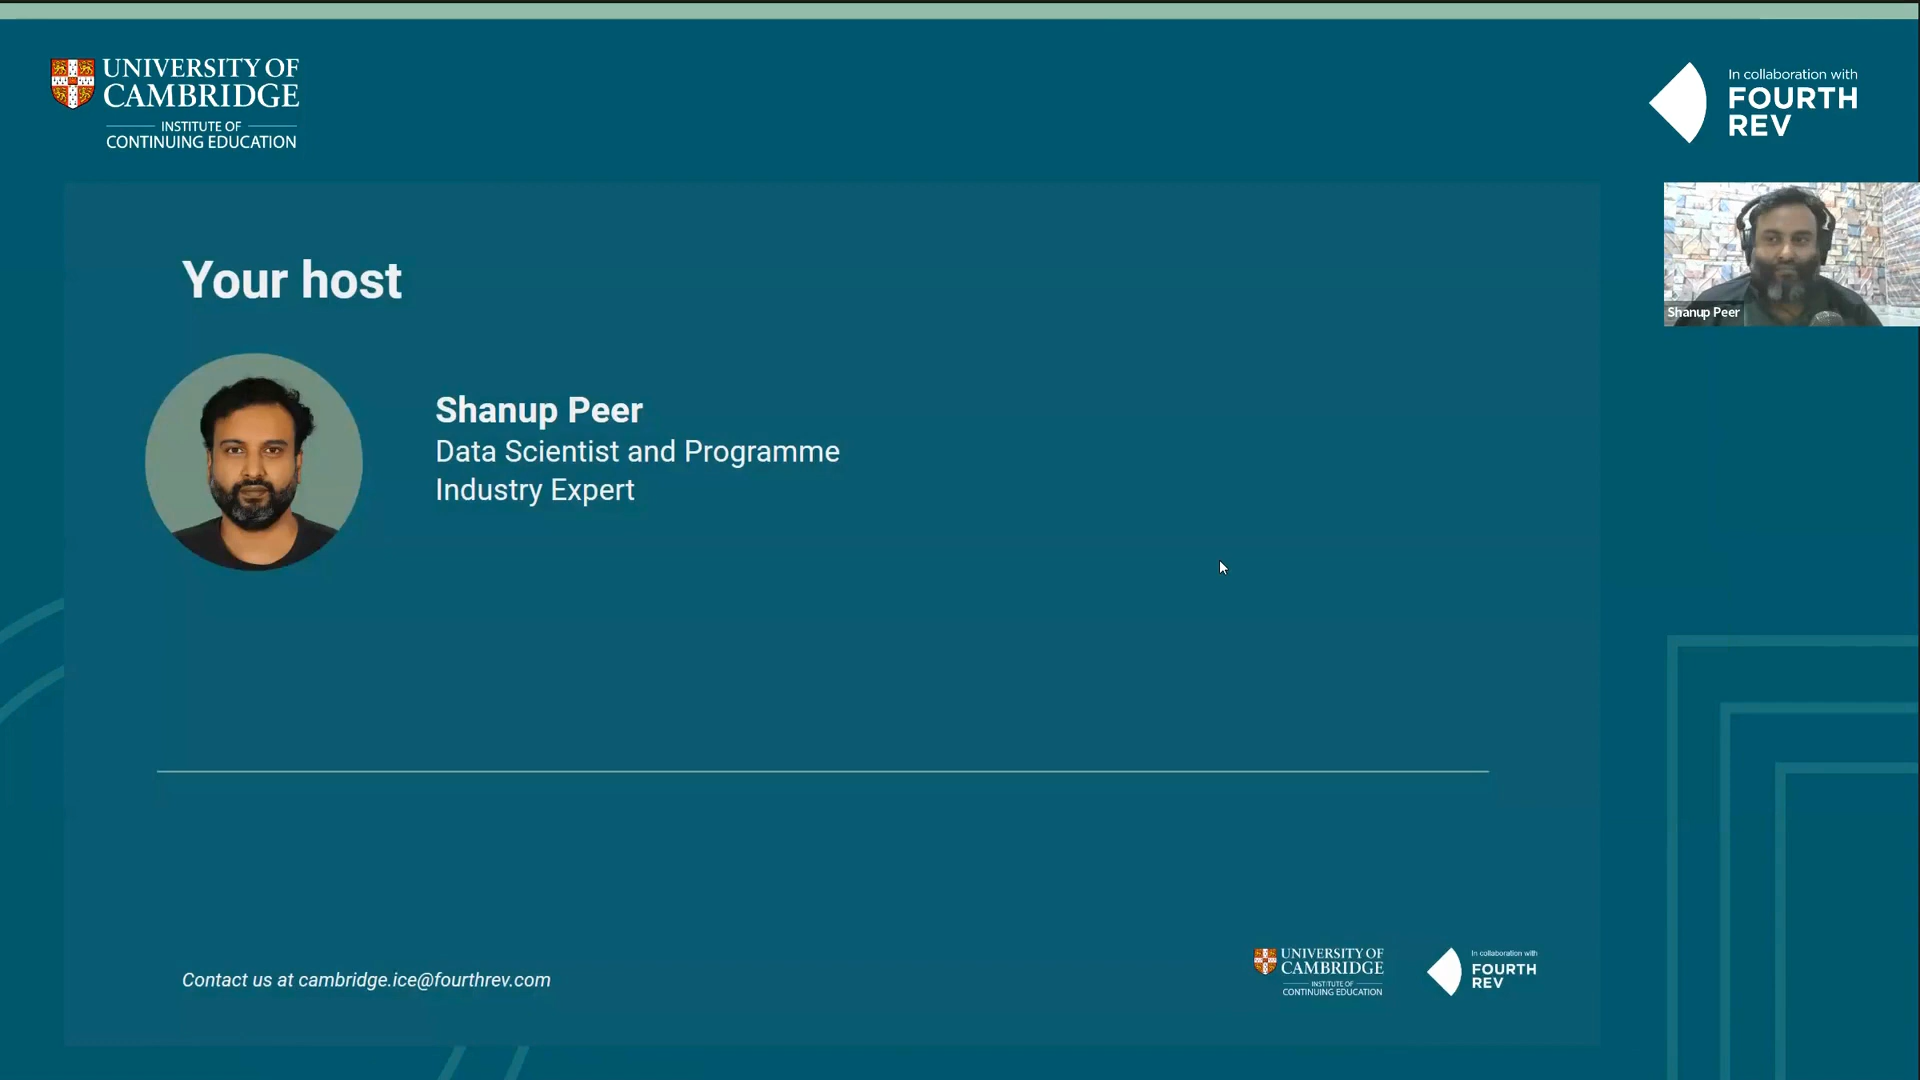 UNIVERSITY OF
CAMBRIDGE
INSTITUTE OF
CONTINUING EDUCATION
In collaboration with
FOURTH
REV
Your host
Shanup Peer
Shanup Peer
Data Scientist and Programme
Industry Expert
Contact us at cambridge.ice@fourthrev.com
UNIVERSITY OF
CAMBRIDGE
INSTITUTE OF
CONTINUING EDUCATION
In collaboration with
FOURTH
REV